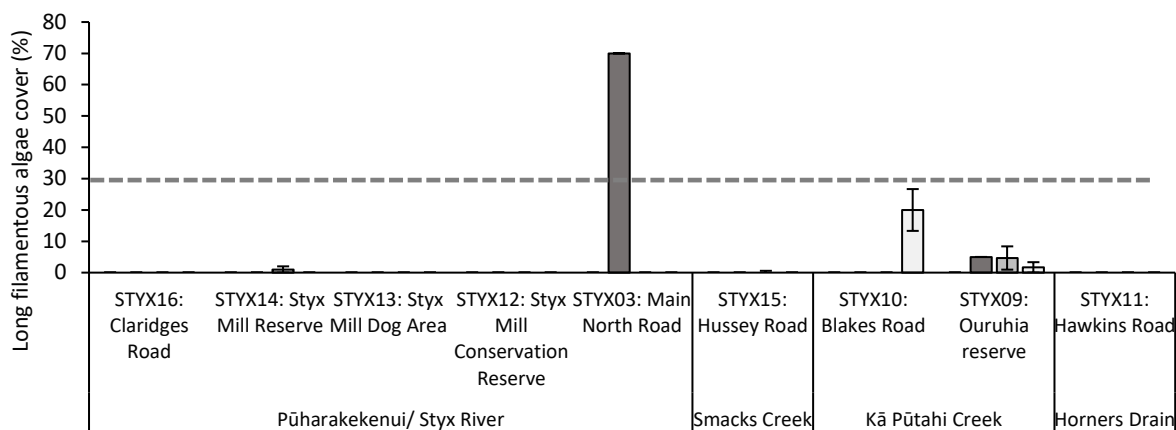 Long filamentous algae cover (%)
80
70
60
50
40
30
20
10
0
STYX16:
Claridges
Road
STYX14: Styx
Mill Reserve
STYX13: Styx
Mill Dog Area
STYX12: Styx
Mill
Conservation
Reserve
STYX03: Main
North Road
STYX15:
Hussey Road
STYX10:
Blakes Road
STYX09:
Ouruhia
reserve
STYX11:
Hawkins Road
Pūharakekenui/ Styx River
Smacks Creek
Kā Pūtahi Creek
Horners Drain